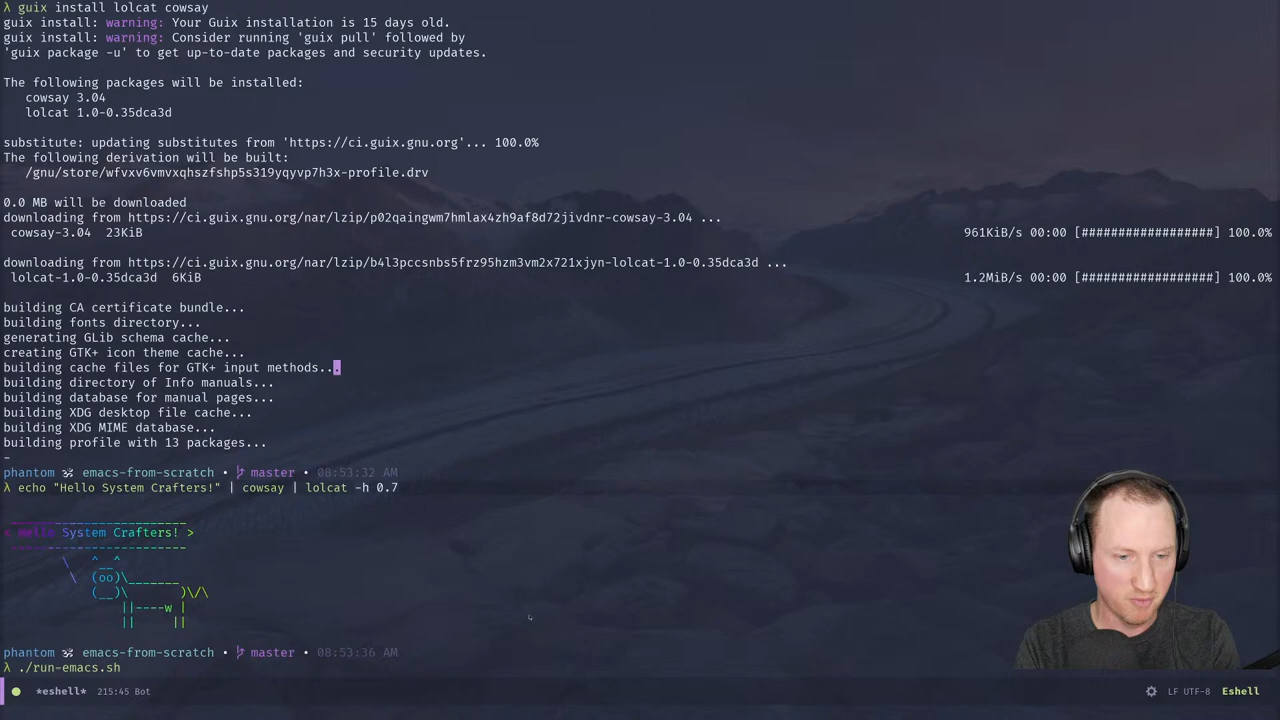 λ guix install lolcat cowsay
guix install: warning: Your Guix installation is 15 days old.
guix install: warning: Consider running 'guix pull' followed by
'guix package -u' to get up-to-date packages and security updates.
The following packages will be installed:
   cowsay 3.04
   lolcat 1.0-0.35dca3d
substitute: updating substitutes from 'https://ci.guix.gnu.org'... 100.0%
The following derivation will be built:
   /gnu/store/wfvxv6vmvxqhszfshp5s319yqyvp7h3x-profile.drv
0.0 MB will be downloaded
downloading from https://ci.guix.gnu.org/nar/lzip/p02qaingwm7hmlax4zh9af8d72jivdnr-cowsay-3.04 ...
 cowsay-3.04  23KiB 961KiB/s 00:00 [##################] 100.0%
downloading from https://ci.guix.gnu.org/nar/lzip/b4l3pccsnbs5frz95hzm3vm2x721xjyn-lolcat-1.0-0.35dca3d ...
 lolcat-1.0-0.35dca3d  6KiB 1.2MiB/s 00:00 [##################] 100.0%
building CA certificate bundle...
building fonts directory...
generating GLib schema cache...
creating GTK+ icon theme cache...
building cache files for GTK+ input methods...
building directory of Info manuals...
building database for manual pages...
building XDG desktop file cache...
building XDG MIME database...
building profile with 13 packages...
-
phantom emacs-from-scratch • master • 08:53:32 AM
λ echo "Hello System Crafters!" | cowsay | lolcat -h 0.7
 ________________________
< Hello System Crafters! >
 ------------------------
        \   ^__^
         \  (oo)\_______
            (__)\       )\/\
                ||----w |
                ||     ||
phantom emacs-from-scratch • master • 08:53:36 AM
λ ./run-emacs.sh
*eshell* 215:45 Bot LF UTF-8 Eshell